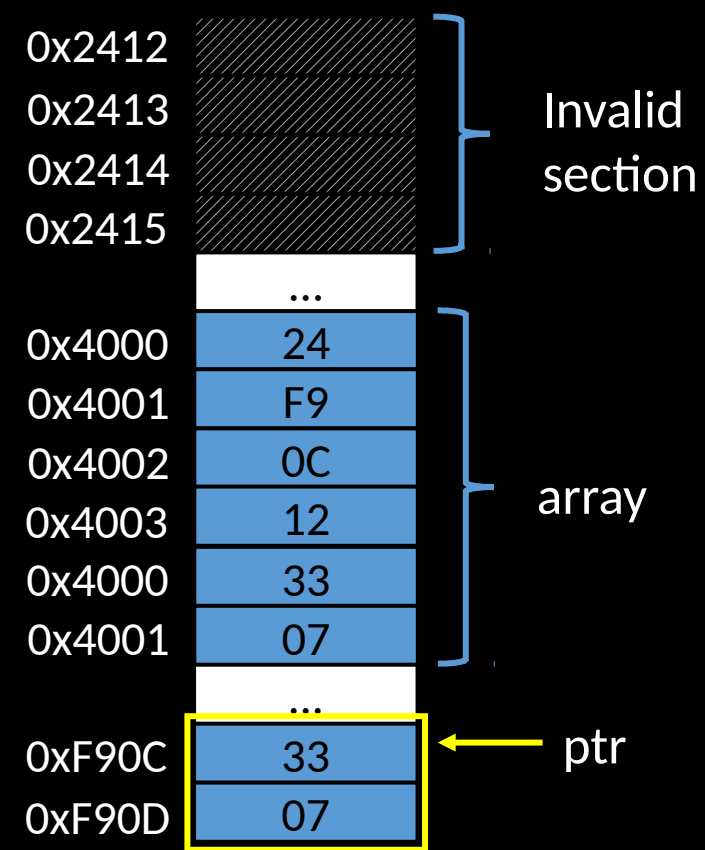 0x2412
0x2413
0x2414
0x2415
Invalid
section
...
0x4000 24
0x4001 F9
0x4002 0C
0x4003 12
0x4000 33
0x4001 07
array
...
0xF90C 33
0xF90D 07
ptr